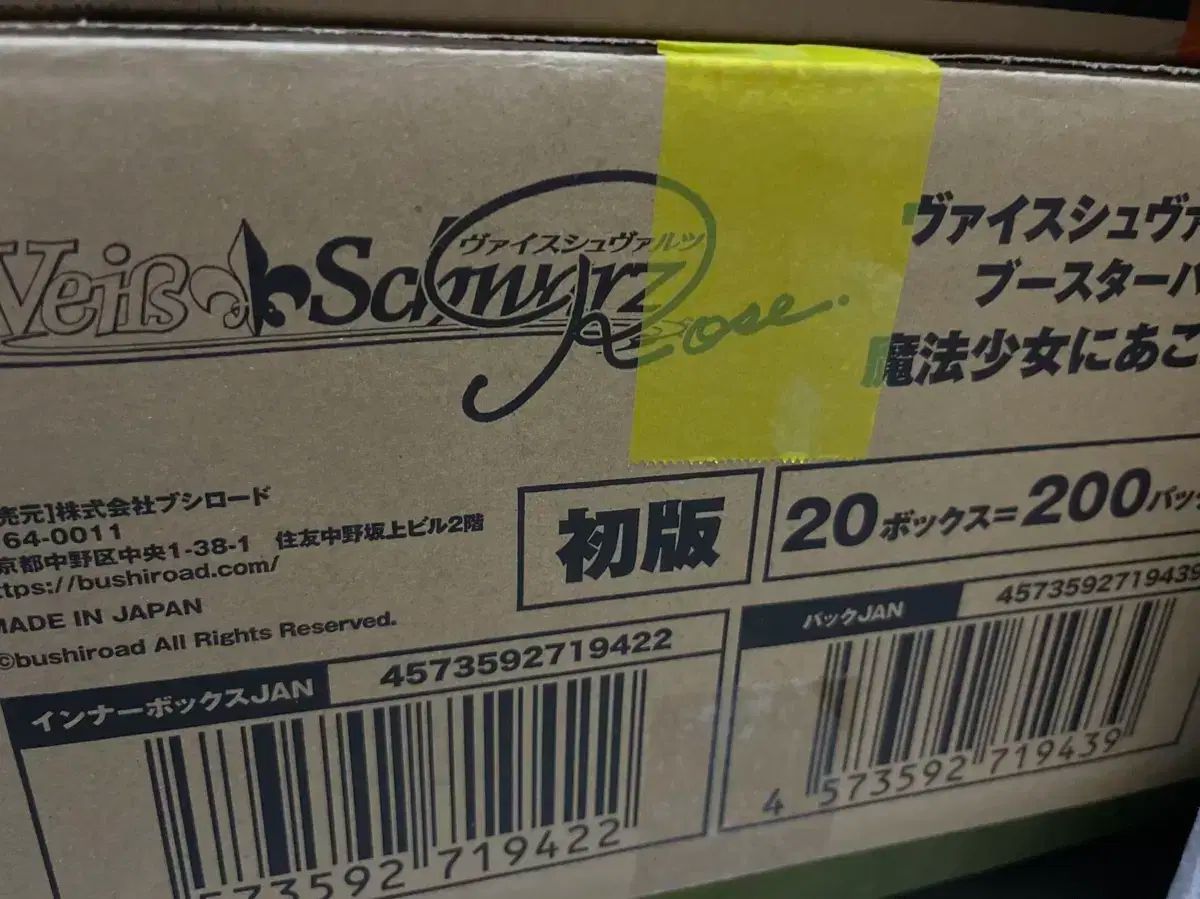 Weiß Schwarz
ヴァイスシュヴァルツ
Rose.
ヴァイスシュヴァ
ブースターパ
魔法少女にあこ
売元]株式会社ブシロード
64-0011
京都中野区中央1-38-1 住友中野坂上ビル2階
ttps://bushiroad.com/
MADE IN JAPAN
©bushiroad All Rights Reserved.
初版
20ボックス=200パック
インナーボックスJAN
4573592719422
573592 719422
パックJAN
4573592719439
4 573592 719439